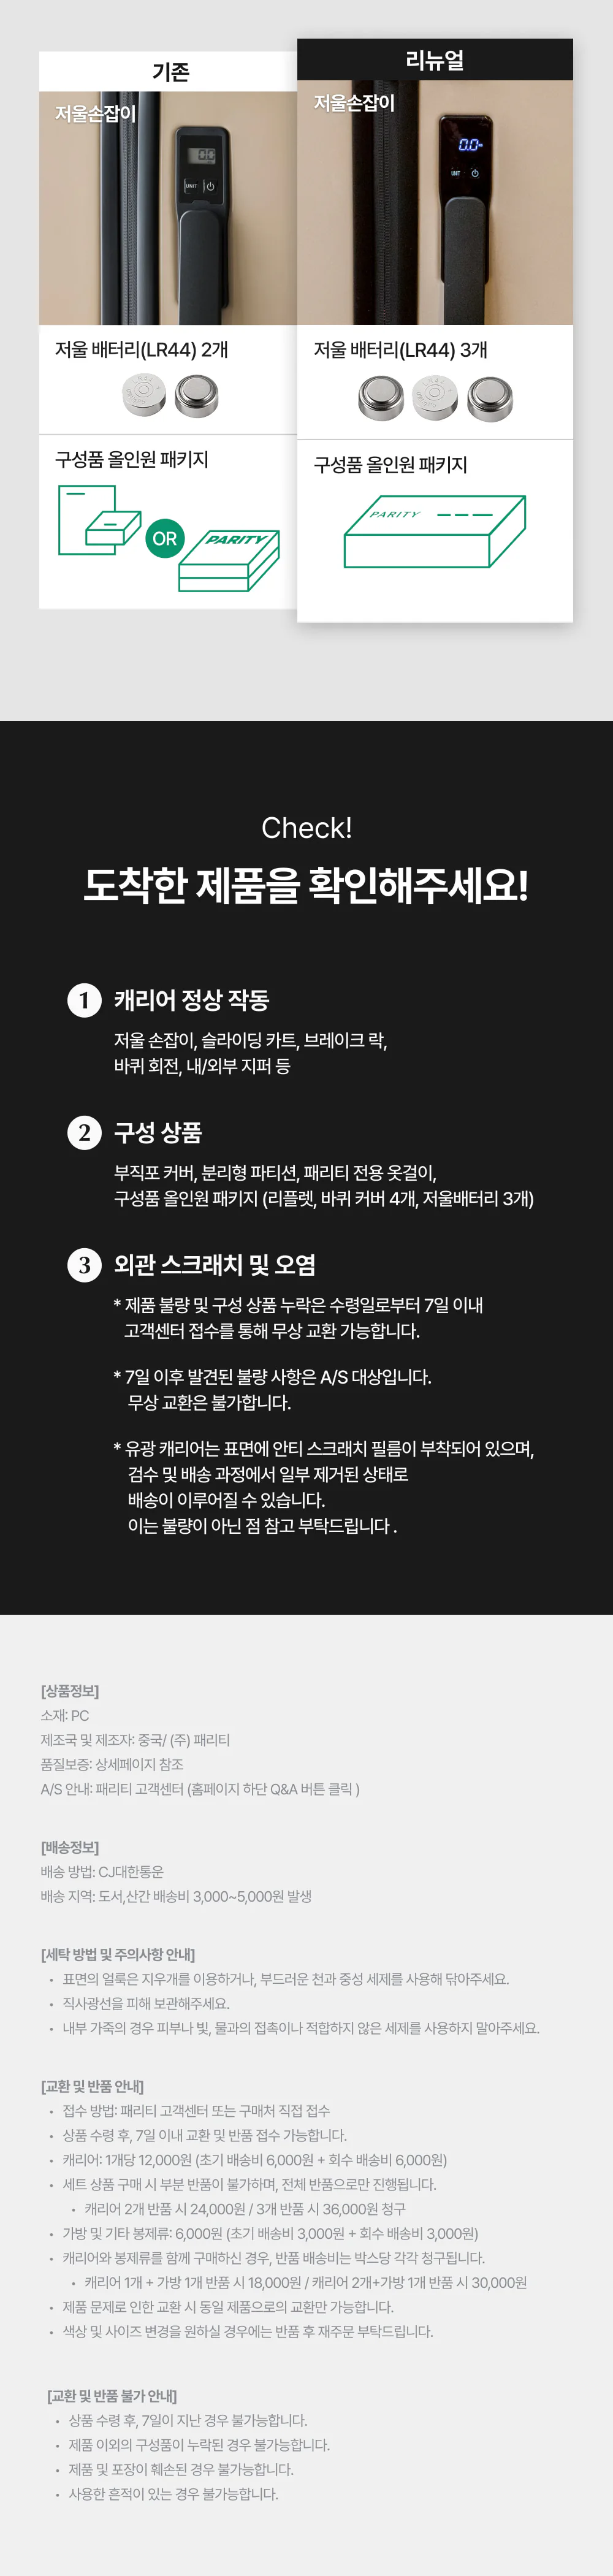 기존
리뉴얼
저울손잡이
저울손잡이
0.0
UNIT
0.0
UNIT
저울 배터리(LR44) 2개
저울 배터리(LR44) 3개
구성품 올인원 패키지
구성품 올인원 패키지
OR
PARITY
PARITY
Check!
도착한 제품을 확인해주세요!
1 캐리어 정상 작동
저울 손잡이, 슬라이딩 카트, 브레이크 락,
바퀴 회전, 내/외부 지퍼 등
2 구성 상품
부직포 커버, 분리형 파티션, 패리티 전용 옷걸이,
구성품 올인원 패키지 (리플렛, 바퀴 커버 4개, 저울배터리 3개)
3 외관 스크래치 및 오염
* 제품 불량 및 구성 상품 누락은 수령일로부터 7일 이내
고객센터 접수를 통해 무상 교환 가능합니다.
* 7일 이후 발견된 불량 사항은 A/S 대상입니다.
무상 교환은 불가합니다.
* 유광 캐리어는 표면에 안티 스크래치 필름이 부착되어 있으며,
검수 및 배송 과정에서 일부 제거된 상태로
배송이 이루어질 수 있습니다.
이는 불량이 아닌 점 참고 부탁드립니다 .
[상품정보]
소재: PC
제조국 및 제조자: 중국/ (주) 패리티
품질보증: 상세페이지 참조
A/S 안내: 패리티 고객센터 (홈페이지 하단 Q&A 버튼 클릭 )
[배송정보]
배송 방법: CJ대한통운
배송 지역: 도서,산간 배송비 3,000~5,000원 발생
[세탁 방법 및 주의사항 안내]
• 표면의 얼룩은 지우개를 이용하거나, 부드러운 천과 중성 세제를 사용해 닦아주세요.
• 직사광선을 피해 보관해주세요.
• 내부 가죽의 경우 피부나 빛, 물과의 접촉이나 적합하지 않은 세제를 사용하지 말아주세요.
[교환 및 반품 안내]
• 접수 방법: 패리티 고객센터 또는 구매처 직접 접수
• 상품 수령 후, 7일 이내 교환 및 반품 접수 가능합니다.
• 캐리어: 1개당 12,000원 (초기 배송비 6,000원 + 회수 배송비 6,000원)
• 세트 상품 구매 시 부분 반품이 불가하며, 전체 반품으로만 진행됩니다.
• 캐리어 2개 반품 시 24,000원 / 3개 반품 시 36,000원 청구
• 가방 및 기타 봉제류: 6,000원 (초기 배송비 3,000원 + 회수 배송비 3,000원)
• 캐리어와 봉제류를 함께 구매하신 경우, 반품 배송비는 박스당 각각 청구됩니다.
• 캐리어 1개 + 가방 1개 반품 시 18,000원 / 캐리어 2개+가방 1개 반품 시 30,000원
• 제품 문제로 인한 교환 시 동일 제품으로의 교환만 가능합니다.
• 색상 및 사이즈 변경을 원하실 경우에는 반품 후 재주문 부탁드립니다.
[교환 및 반품 불가 안내]
• 상품 수령 후, 7일이 지난 경우 불가능합니다.
• 제품 이외의 구성품이 누락된 경우 불가능합니다.
• 제품 및 포장이 훼손된 경우 불가능합니다.
• 사용한 흔적이 있는 경우 불가능합니다.